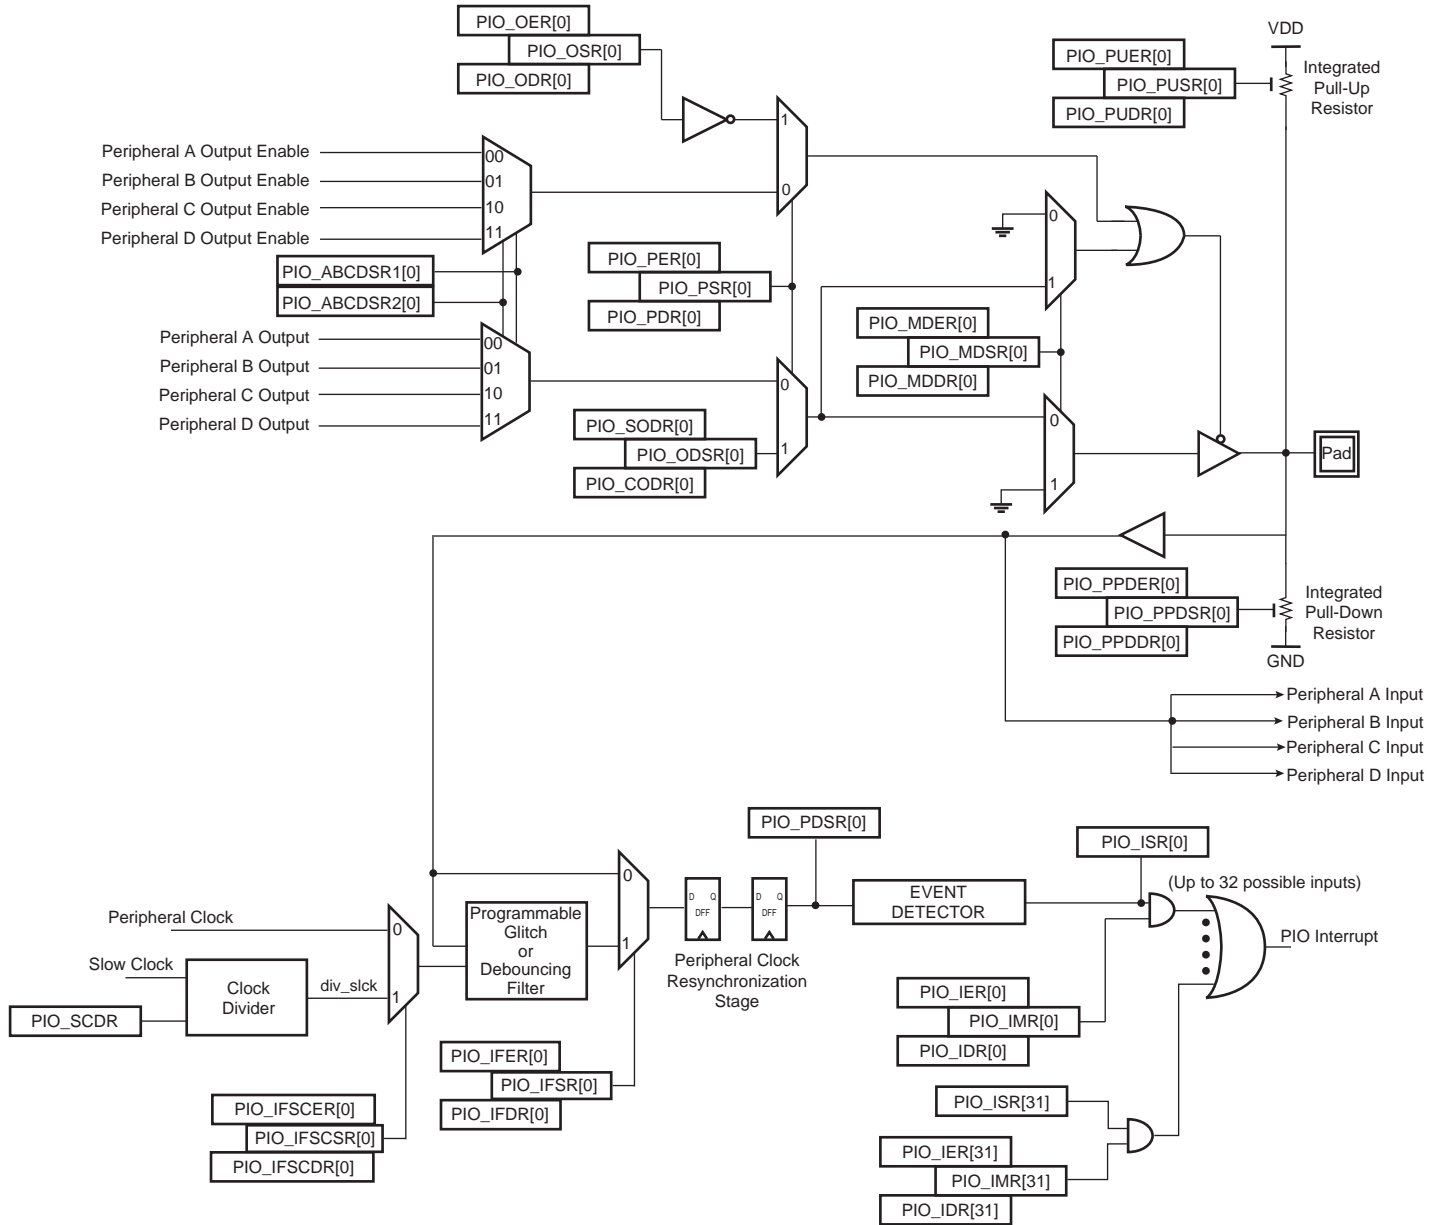 PIO_OER[0]
PIO_OSR[0]
PIO_ODR[0]
1
0
Peripheral A Output Enable
Peripheral B Output Enable
Peripheral C Output Enable
Peripheral D Output Enable
00
01
10
11
PIO_ABCDSR1[0]
PIO_ABCDSR2[0]
Peripheral A Output
Peripheral B Output
Peripheral C Output
Peripheral D Output
00
01
10
11
PIO_PER[0]
PIO_PSR[0]
PIO_PDR[0]
0
1
PIO_SODR[0]
PIO_ODSR[0]
PIO_CODR[0]
0
1
PIO_MDER[0]
PIO_MDSR[0]
PIO_MDDR[0]
0
1
PIO_PUER[0]
PIO_PUSR[0]
PIO_PUDR[0]
VDD
Integrated
Pull-Up
Resistor
Pad
PIO_PPDER[0]
PIO_PPDSR[0]
PIO_PPDDR[0]
Integrated
Pull-Down
Resistor
GND
Peripheral A Input
Peripheral B Input
Peripheral C Input
Peripheral D Input
Peripheral Clock
Slow Clock
PIO_SCDR
Clock
Divider
div_slck
0
1
PIO_IFSCER[0]
PIO_IFSCSR[0]
PIO_IFSCDR[0]
Programmable
Glitch
or
Debouncing
Filter
0
1
PIO_IFER[0]
PIO_IFSR[0]
PIO_IFDR[0]
D Q
DFF
D Q
DFF
Peripheral Clock
Resynchronization
Stage
PIO_PDSR[0]
EVENT
DETECTOR
PIO_ISR[0]
(Up to 32 possible inputs)
PIO Interrupt
PIO_IER[0]
PIO_IMR[0]
PIO_IDR[0]
PIO_ISR[31]
PIO_IER[31]
PIO_IMR[31]
PIO_IDR[31]